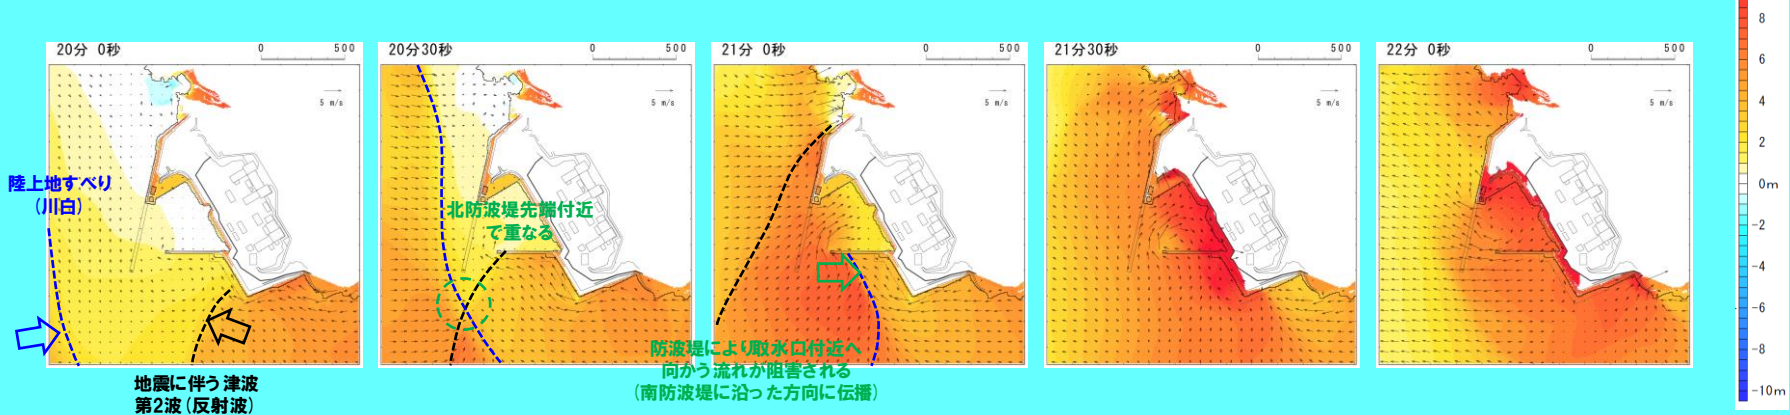 20分 0秒
0 500
5 m/s
陸上地すべり
(川白)
地震に伴う津波
第2波(反射波)
20分30秒
0 500
5 m/s
北防波堤先端付近
で重なる
21分 0秒
0 500
5 m/s
防波堤により取水口付近へ
向かう流れが阻害される
(南防波堤に沿った方向に伝播)
21分30秒
0 500
5 m/s
22分 0秒
0 500
5 m/s
8
6
4
2
0m
-2
-4
-6
-8
-10m